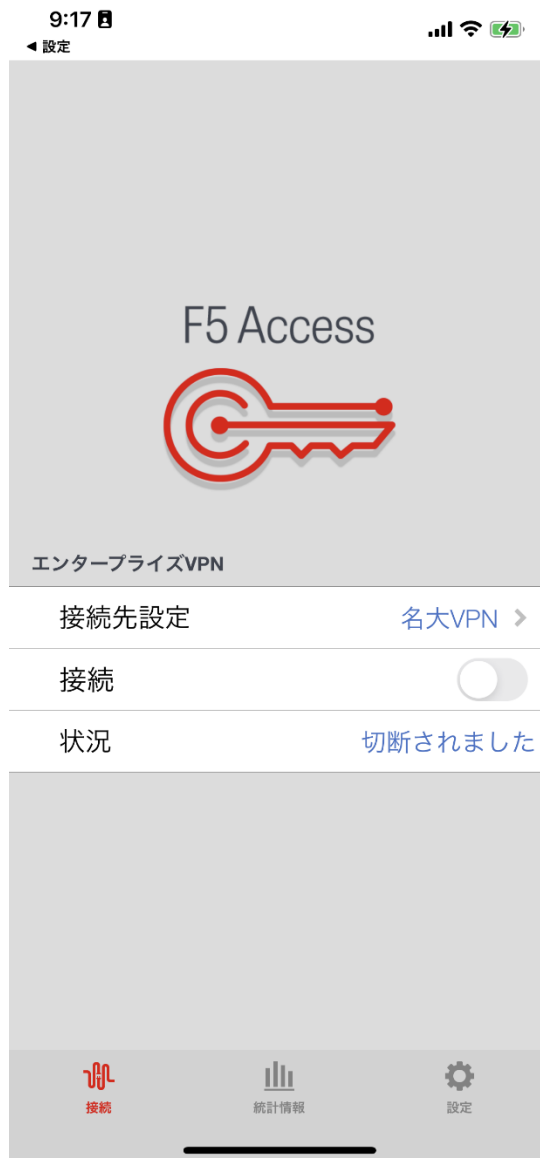 9:17
◀ 設定
F5 Access
エンタープライズVPN
接続先設定 名大VPN >
接続
状況 切断されました
接続 統計情報 設定